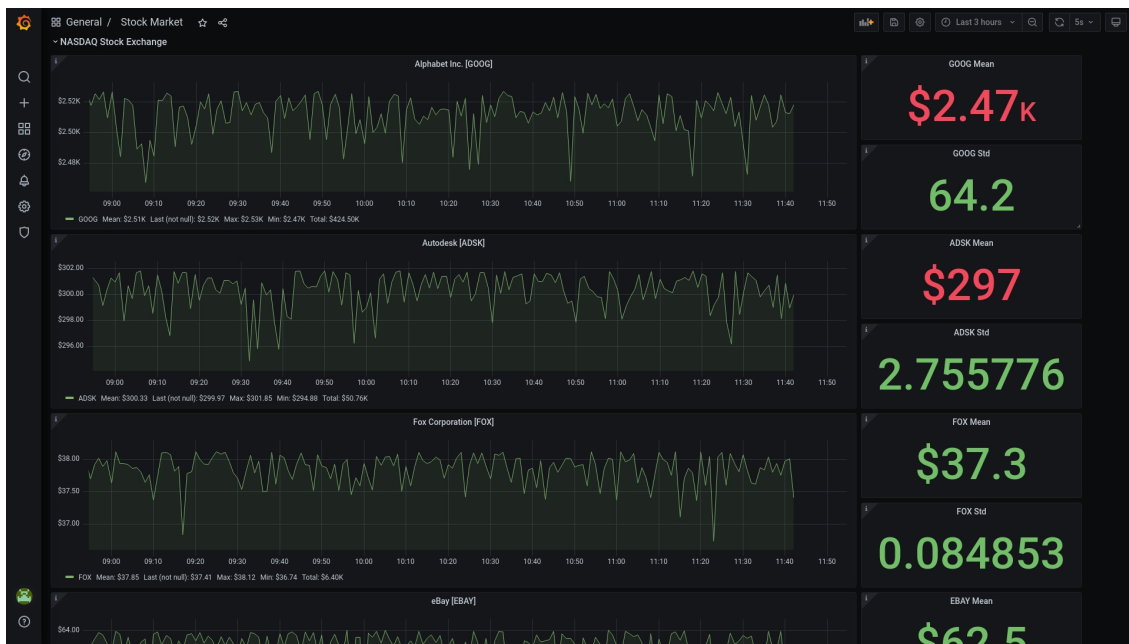 General / Stock Market
Last 3 hours
5s
NASDAQ Stock Exchange
Alphabet Inc. [GOOG]
$2.52K
$2.50K
$2.48K
09:00 09:10 09:20 09:30 09:40 09:50 10:00 10:10 10:20 10:30 10:40 10:50 11:00 11:10 11:20 11:30 11:40 11:50
GOOG Mean: $2.51K Last (not null): $2.52K Max: $2.53K Min: $2.47K Total: $424.50K
GOOG Mean
$2.47K
GOOG Std
64.2
Autodesk [ADSK]
$302.00
$300.00
$298.00
$296.00
09:00 09:10 09:20 09:30 09:40 09:50 10:00 10:10 10:20 10:30 10:40 10:50 11:00 11:10 11:20 11:30 11:40 11:50
ADSK Mean: $300.33 Last (not null): $299.97 Max: $301.85 Min: $294.88 Total: $50.76K
ADSK Mean
$297
ADSK Std
2.755776
Fox Corporation [FOX]
$38.00
$37.50
$37.00
09:00 09:10 09:20 09:30 09:40 09:50 10:00 10:10 10:20 10:30 10:40 10:50 11:00 11:10 11:20 11:30 11:40 11:50
FOX Mean: $37.85 Last (not null): $37.41 Max: $38.12 Min: $36.74 Total: $6.40K
FOX Mean
$37.3
FOX Std
0.084853
eBay [EBAY]
$64.00
EBAY Mean
$62.5